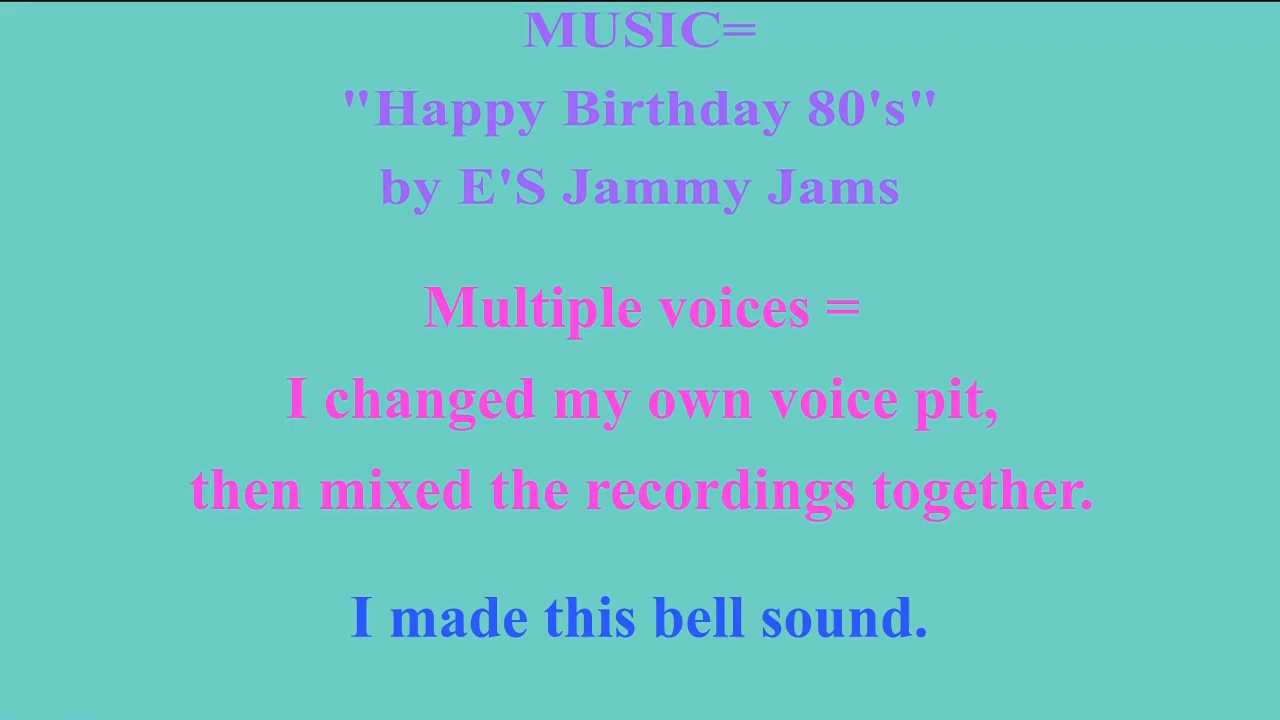 MUSIC=
"Happy Birthday 80's"
by E'S Jammy Jams
Multiple voices =
I changed my own voice pit,
then mixed the recordings together.
I made this bell sound.